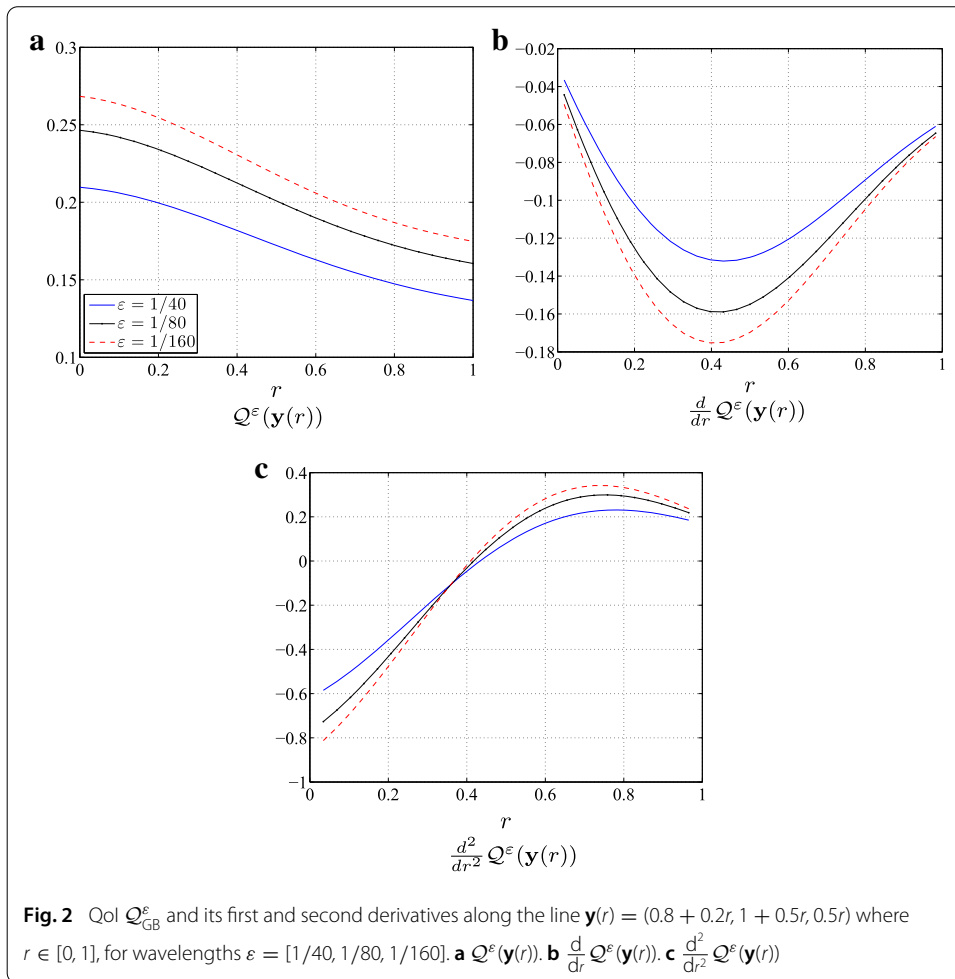 a
0.3
0.25
0.2
0.15
0.1
0 0.2 0.4 0.6 0.8 1
ε = 1/40
ε = 1/80
ε = 1/160
r
𝒬^ε(𝐲(r))
b
−0.02
−0.04
−0.06
−0.08
−0.1
−0.12
−0.14
−0.16
−0.18
0 0.2 0.4 0.6 0.8 1
r
d/dr 𝒬^ε(𝐲(r))
c
0.4
0.2
0
−0.2
−0.4
−0.6
−0.8
−1
0 0.2 0.4 0.6 0.8 1
r
d²/dr² 𝒬^ε(𝐲(r))
Fig. 2 QoI 𝒬^ε_GB and its first and second derivatives along the line 𝐲(r) = (0.8 + 0.2r, 1 + 0.5r, 0.5r) where
r ∈ [0, 1], for wavelengths ε = [1/40, 1/80, 1/160]. a 𝒬^ε(𝐲(r)). b d/dr 𝒬^ε(𝐲(r)). c d²/dr² 𝒬^ε(𝐲(r))